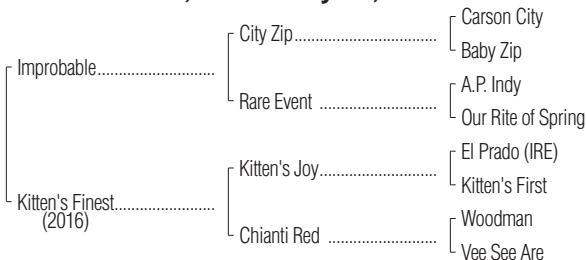 Carson City
City Zip
Baby Zip
Improbable
A.P. Indy
Rare Event
Our Rite of Spring
El Prado (IRE)
Kitten's Joy
Kitten's First
Kitten's Finest
(2016)
Woodman
Chianti Red
Vee See Are